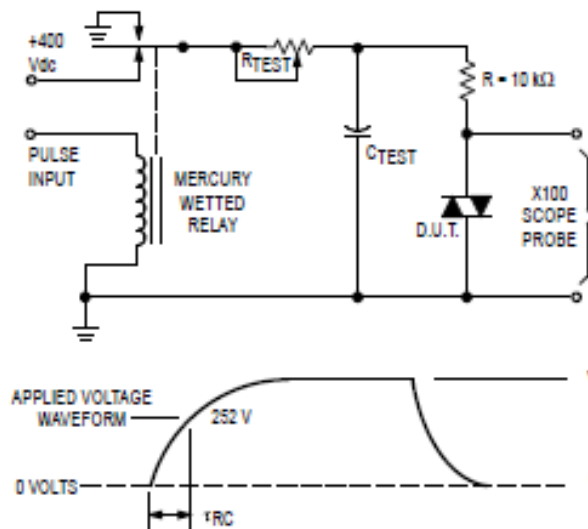 +400
Vdc
RTEST
R = 10 kΩ
PULSE
INPUT
MERCURY
WETTED
RELAY
CTEST
D.U.T.
X100
SCOPE
PROBE
APPLIED VOLTAGE
WAVEFORM
252 V
0 VOLTS
τRC